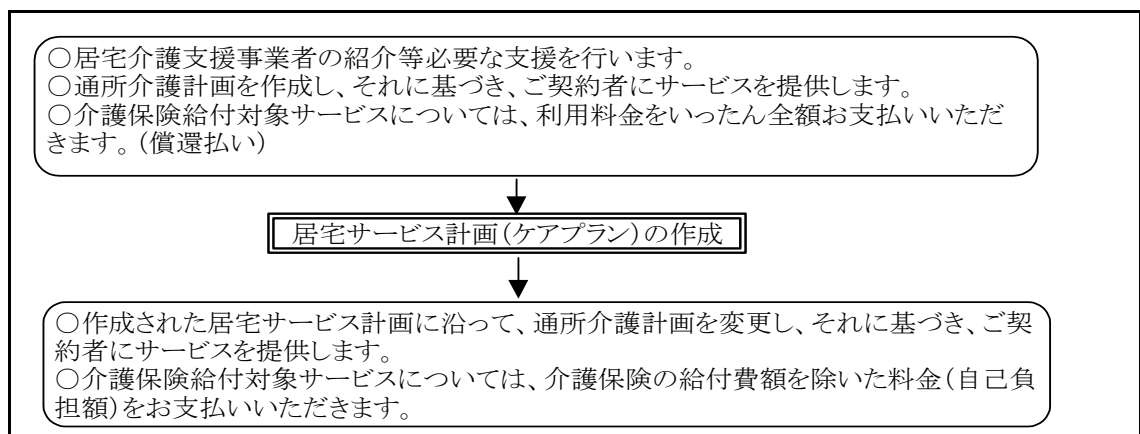 ○居宅介護支援事業者の紹介等必要な支援を行います。
○通所介護計画を作成し、それに基づき、ご契約者にサービスを提供します。
○介護保険給付対象サービスについては、利用料金をいったん全額お支払いいただ
きます。(償還払い)
居宅サービス計画(ケアプラン)の作成
○作成された居宅サービス計画に沿って、通所介護計画を変更し、それに基づき、ご契
約者にサービスを提供します。
○介護保険給付対象サービスについては、介護保険の給付費額を除いた料金(自己負
担額)をお支払いいただきます。